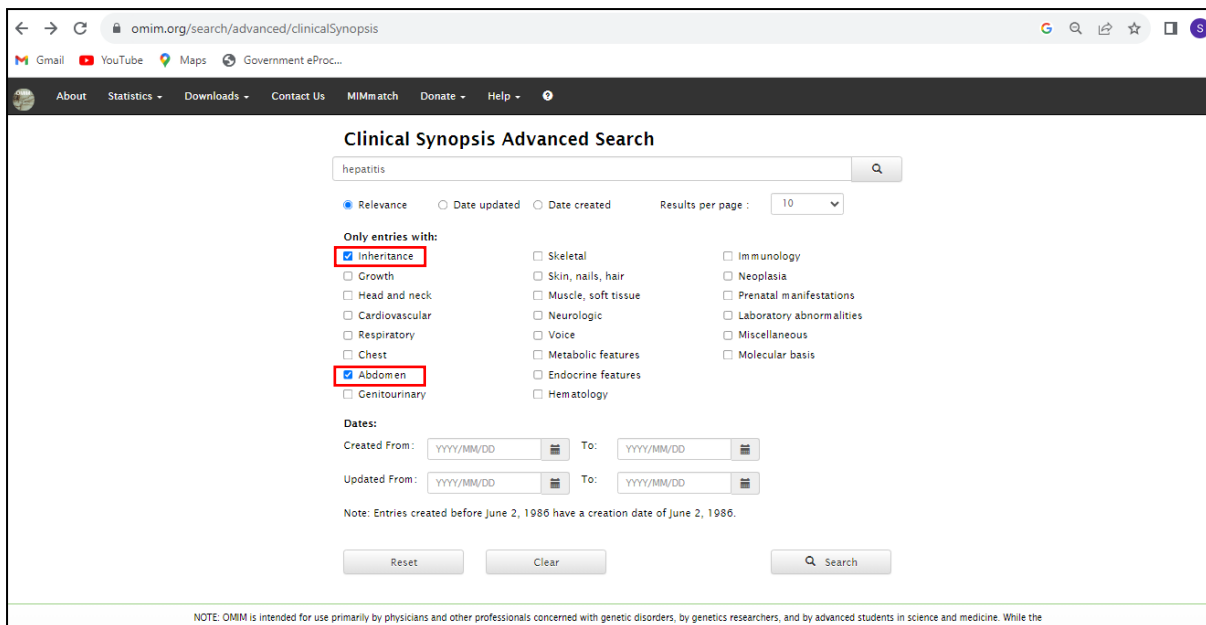 omim.org/search/advanced/clinicalSynopsis
G
S
Gmail YouTube Maps Government eProc...
About Statistics Downloads Contact Us MIMmatch Donate Help
Clinical Synopsis Advanced Search
hepatitis
Relevance Date updated Date created Results per page : 10
Only entries with:
Inheritance Skeletal Immunology
Growth Skin, nails, hair Neoplasia
Head and neck Muscle, soft tissue Prenatal manifestations
Cardiovascular Neurologic Laboratory abnormalities
Respiratory Voice Miscellaneous
Chest Metabolic features Molecular basis
Abdomen Endocrine features
Genitourinary Hematology
Dates:
Created From: YYYY/MM/DD To: YYYY/MM/DD
Updated From: YYYY/MM/DD To: YYYY/MM/DD
Note: Entries created before June 2, 1986 have a creation date of June 2, 1986.
Reset Clear Search
NOTE: OMIM is intended for use primarily by physicians and other professionals concerned with genetic disorders, by genetics researchers, and by advanced students in science and medicine. While the